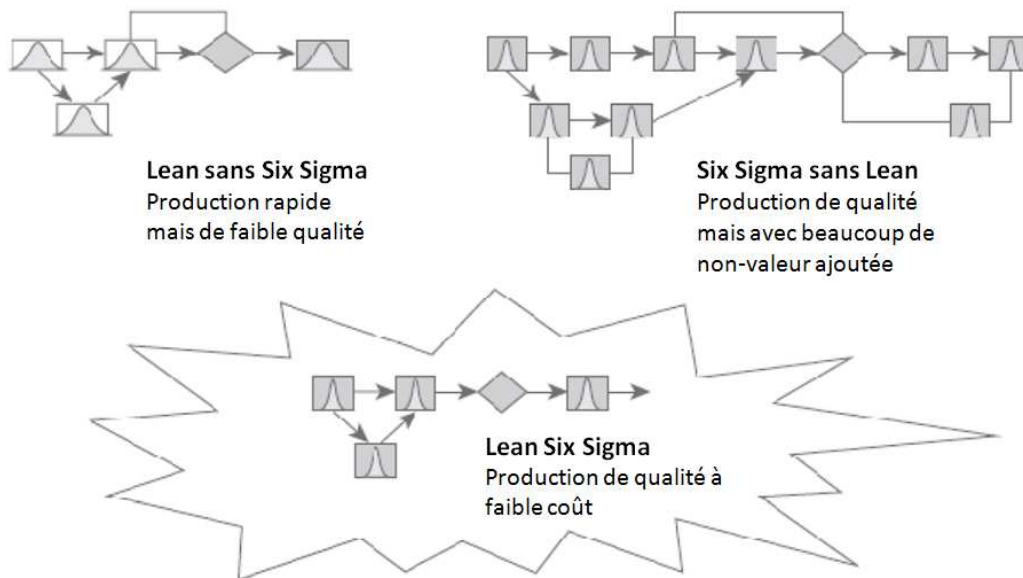 Lean sans Six Sigma
Production rapide
mais de faible qualité
Six Sigma sans Lean
Production de qualité
mais avec beaucoup de
non-valeur ajoutée
Lean Six Sigma
Production de qualité à
faible coût